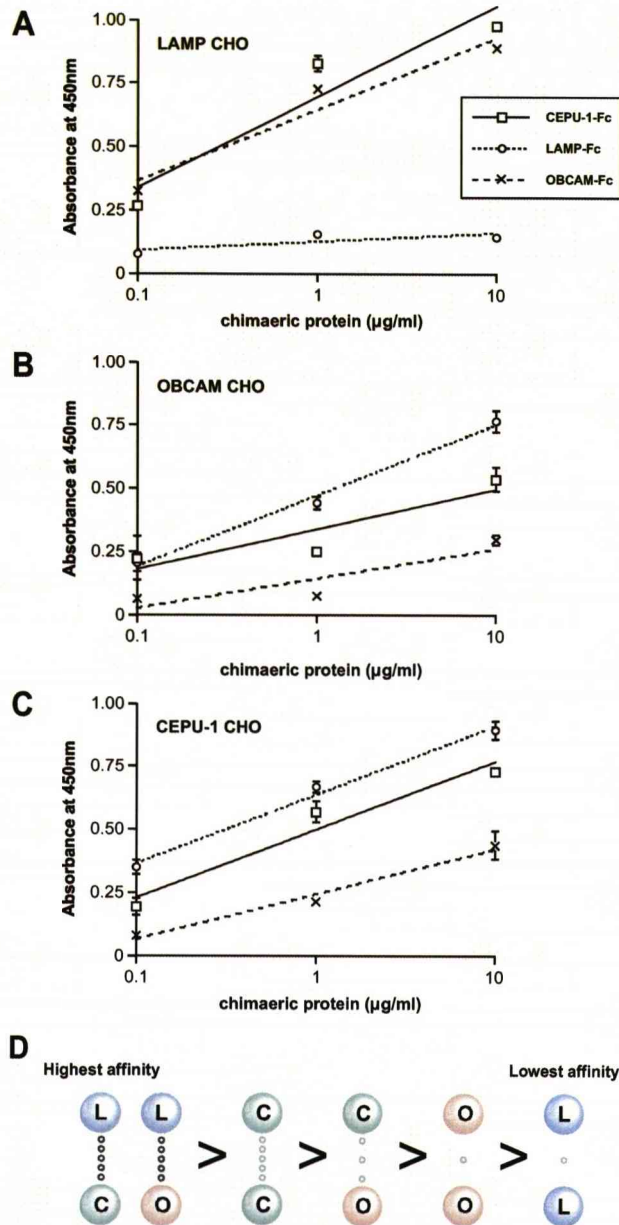 A
LAMP CHO
Absorbance at 450nm
1.00
0.75
0.50
0.25
0
0.1
1
10
chimaeric protein (µg/ml)
CEPU-1-Fc
LAMP-Fc
OBCAM-Fc
B
OBCAM CHO
Absorbance at 450nm
1.00
0.75
0.50
0.25
0
0.1
1
10
chimaeric protein (µg/ml)
C
CEPU-1 CHO
Absorbance at 450nm
1.00
0.75
0.50
0.25
0
0.1
1
10
chimaeric protein (µg/ml)
D
Highest affinity
Lowest affinity
L L C C O L
> > > >
C O C O O L